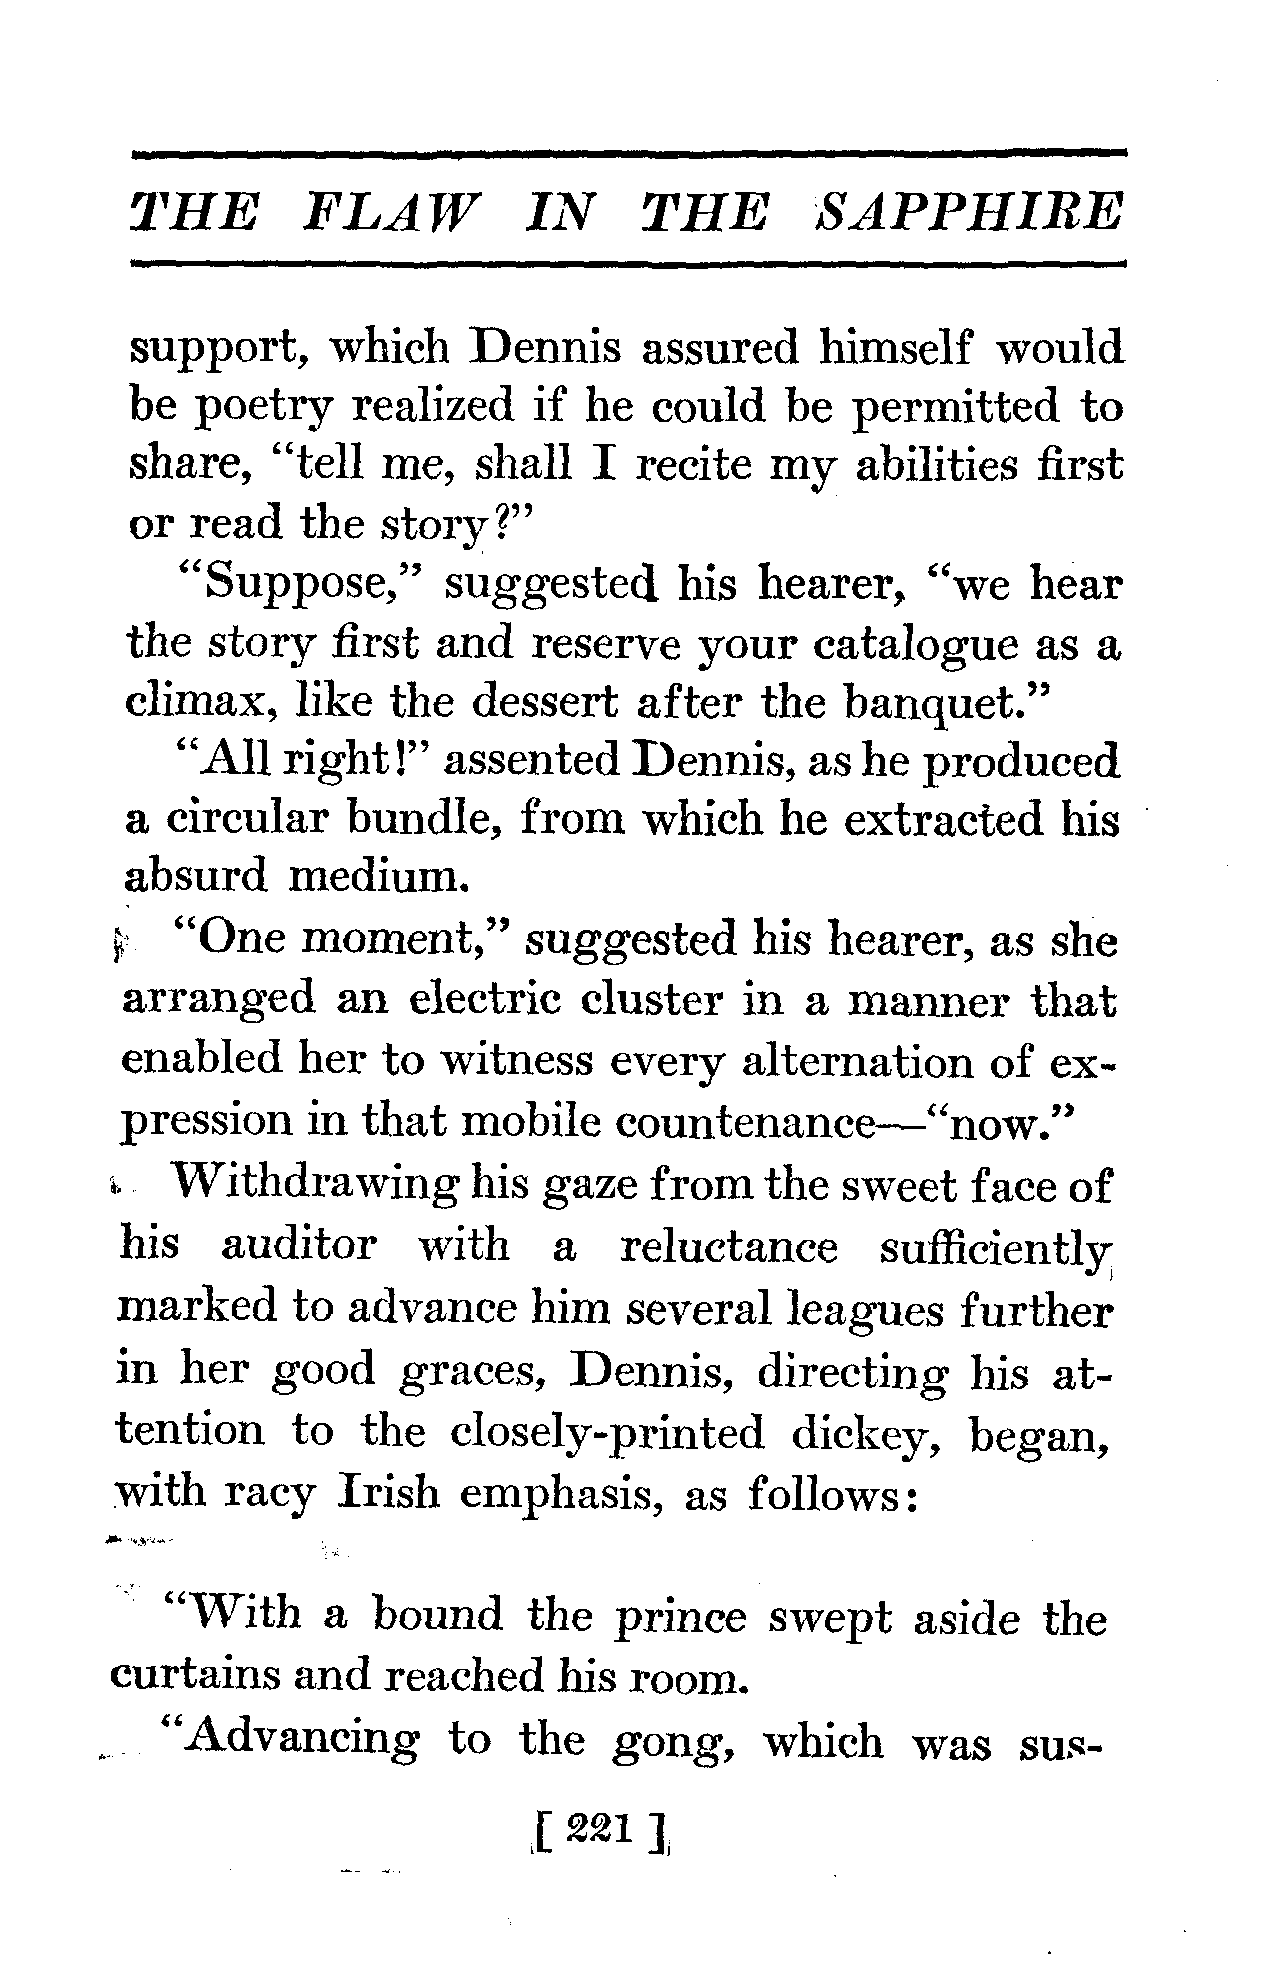 THE FLAW IN THE SAPPHIRE
support, which Dennis assured himself would
be poetry realized if he could be permitted to
share, “tell me, shall I recite my abilities first
or read the story?”
“Suppose,” suggested his hearer, “we hear
the story first and reserve your catalogue as a
climax, like the dessert after the banquet.”
“All right!” assented Dennis, as he produced
a circular bundle, from which he extracted his
absurd medium.
“One moment,” suggested his hearer, as she
arranged an electric cluster in a manner that
enabled her to witness every alternation of ex-
pression in that mobile countenance—“now.”
Withdrawing his gaze from the sweet face of
his auditor with a reluctance sufficiently
marked to advance him several leagues further
in her good graces, Dennis, directing his at-
tention to the closely-printed dickey, began,
with racy Irish emphasis, as follows:
“With a bound the prince swept aside the
curtains and reached his room.
“Advancing to the gong, which was sus-
[ 221 ]